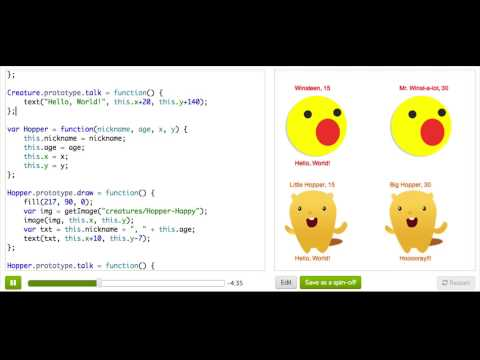 };
Creature.prototype.talk = function() {
text("Hello, World!", this.x+20, this.y+140);
};
var Hopper = function(nickname, age, x, y) {
this.nickname = nickname;
this.age = age;
this.x = x;
this.y = y;
};
Hopper.prototype.draw = function() {
fill(217, 90, 0);
var img = getImage("creatures/Hopper-Happy");
image(img, this.x, this.y);
var txt = this.nickname + ", " + this.age;
text(txt, this.x+10, this.y-7);
};
Hopper.prototype.talk = function() {
Winsteen, 15
Mr. Winst-a-lot, 30
Hello, World!
Little Hopper, 15
Big Hopper, 30
Hello, World!
Hooooray!!!
-4:35
Edit
Save as a spin-off
Restart